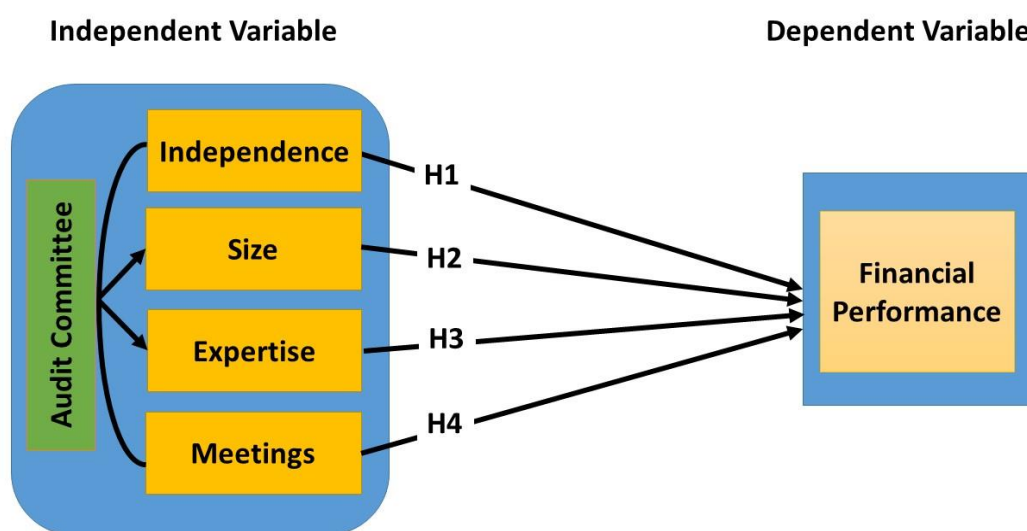 Independent Variable
Dependent Variable
Audit Committee
Independence
Size
Expertise
Meetings
H1
H2
H3
H4
Financial
Performance